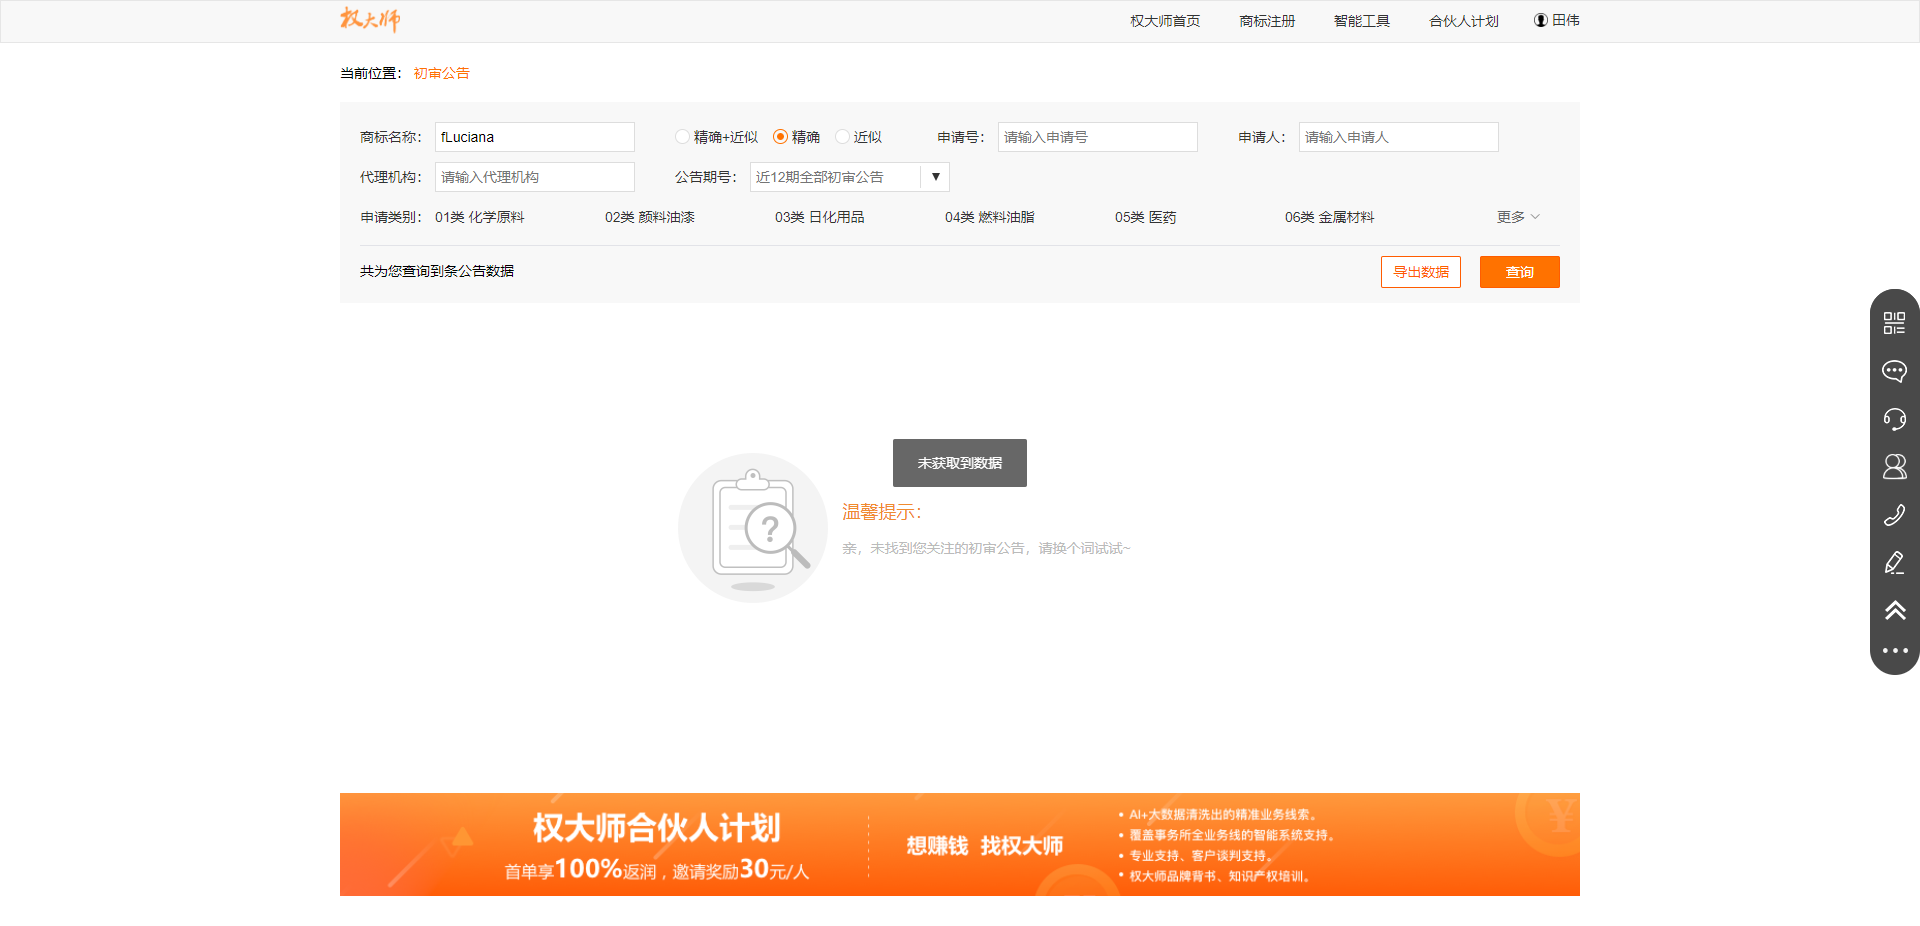 权大师 权大师首页 商标注册 智能工具 合伙人计划 田伟
当前位置： 初审公告
商标名称： fLuciana 精确+近似 精确 近似 申请号： 请输入申请号 申请人： 请输入申请人
代理机构： 请输入代理机构 公告期号： 近12期全部初审公告 ▼
申请类别： 01类 化学原料 02类 颜料油漆 03类 日化用品 04类 燃料油脂 05类 医药 06类 金属材料 更多
共为您查询到条公告数据 导出数据 查询
未获取到数据
温馨提示：
亲，未找到您关注的初审公告，请换个词试试~
权大师合伙人计划
首单享100%返润，邀请奖励30元/人
想赚钱 找权大师
• AI+大数据清洗出的精准业务线索。
• 覆盖事务所全业务线的智能系统支持。
• 专业支持、客户谈判支持。
• 权大师品牌背书、知识产权培训。